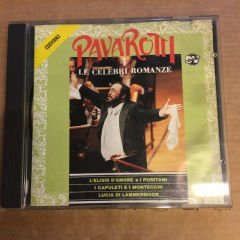 PAVAROTTI
LE CELEBRI ROMANZE
L'ELISIR D'AMORE e I PURITANI
I CAPULETI E I MONTECCHI
LUCIA DI LAMMERMOOR